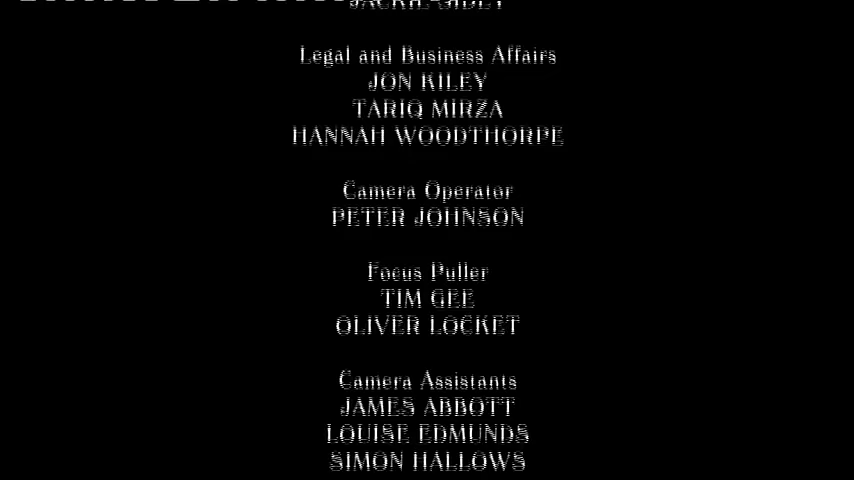 Legal and Business Affairs
JON KILEY
TARIQ MIRZA
HANNAH WOODTHORPE
Camera Operator
PETER JOHNSON
Focus Puller
TIM GEE
OLIVER LOCKET
Camera Assistants
JAMES ABBOTT
LOUISE EDMUNDS
SIMON HALLOWS